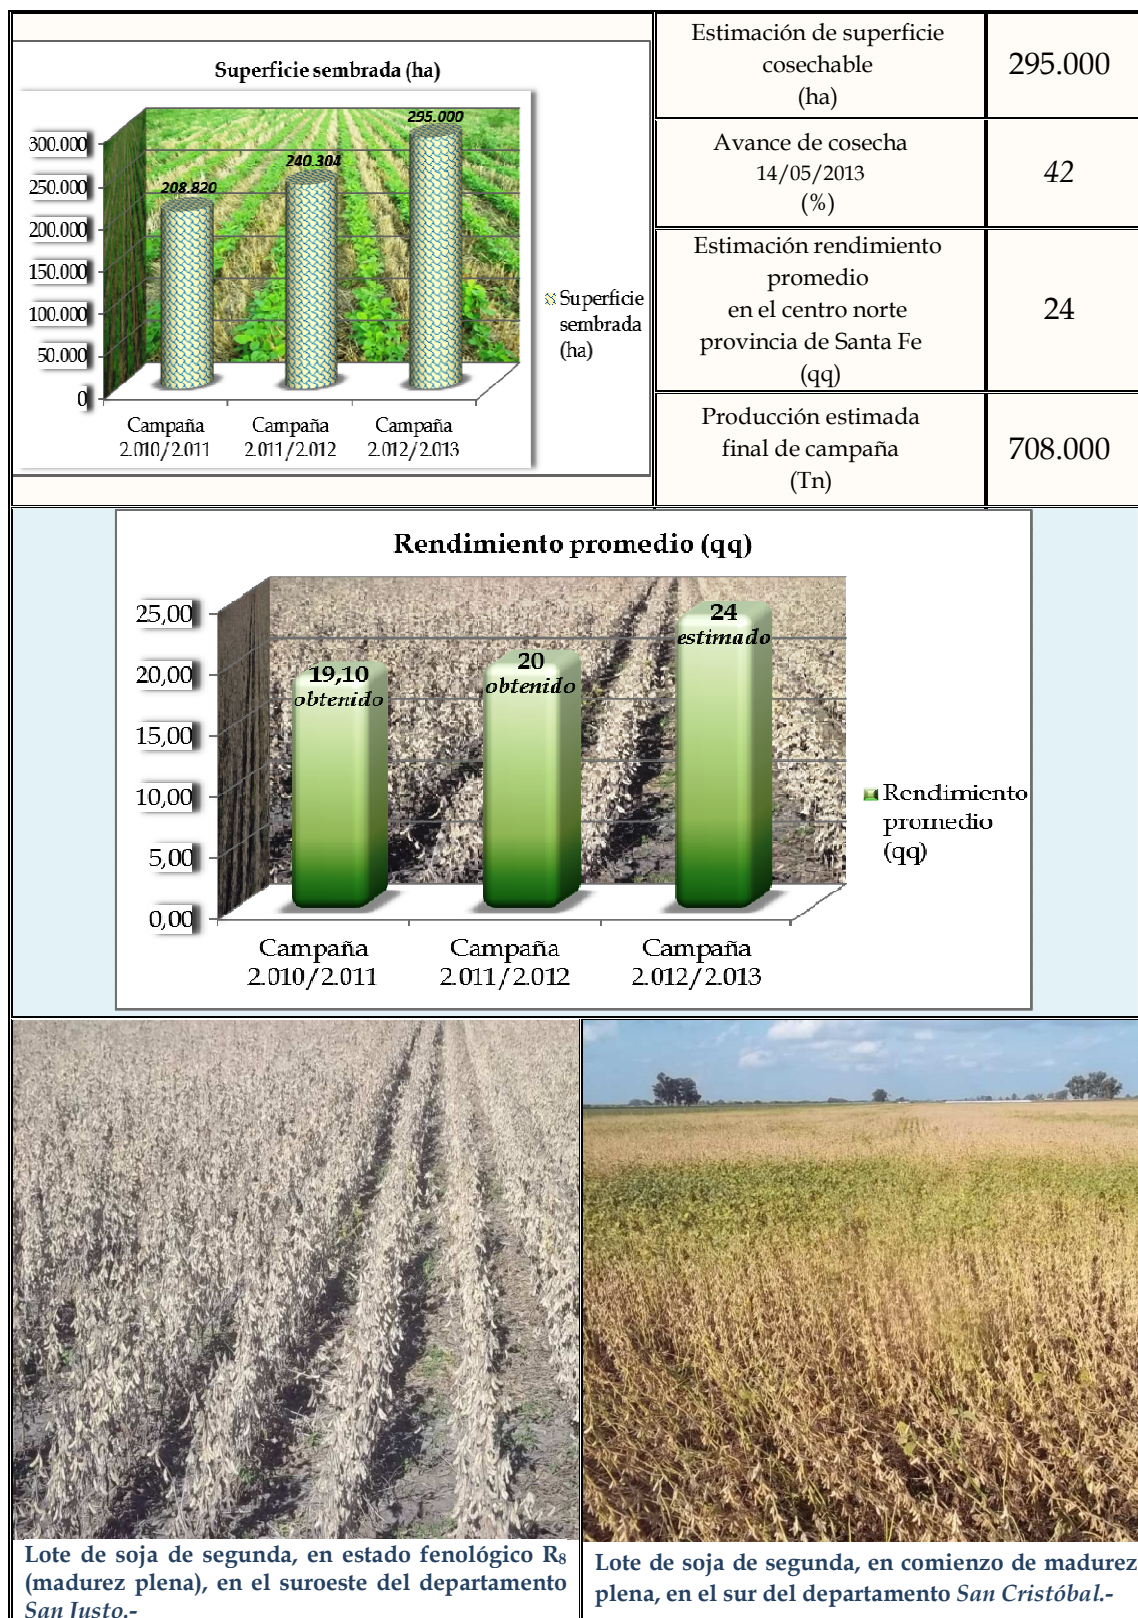 Superficie sembrada (ha)
300.000
250.000
200.000
150.000
100.000
50.000
0
208.820
240.304
295.000
Campaña
2.010/2.011
Campaña
2.011/2.012
Campaña
2.012/2.013
Superficie
sembrada
(ha)
Estimación de superficie
cosechable
(ha)
295.000
Avance de cosecha
14/05/2013
(%)
42
Estimación rendimiento
promedio
en el centro norte
provincia de Santa Fe
(qq)
24
Producción estimada
final de campaña
(Tn)
708.000
Rendimiento promedio (qq)
25,00
20,00
15,00
10,00
5,00
0,00
19,10
obtenido
20
obtenido
24
estimado
Campaña
2.010/2.011
Campaña
2.011/2.012
Campaña
2.012/2.013
Rendimiento
promedio
(qq)
Lote de soja de segunda, en estado fenológico R8
(madurez plena), en el suroeste del departamento
San Justo.-
Lote de soja de segunda, en comienzo de madurez
plena, en el sur del departamento San Cristóbal.-